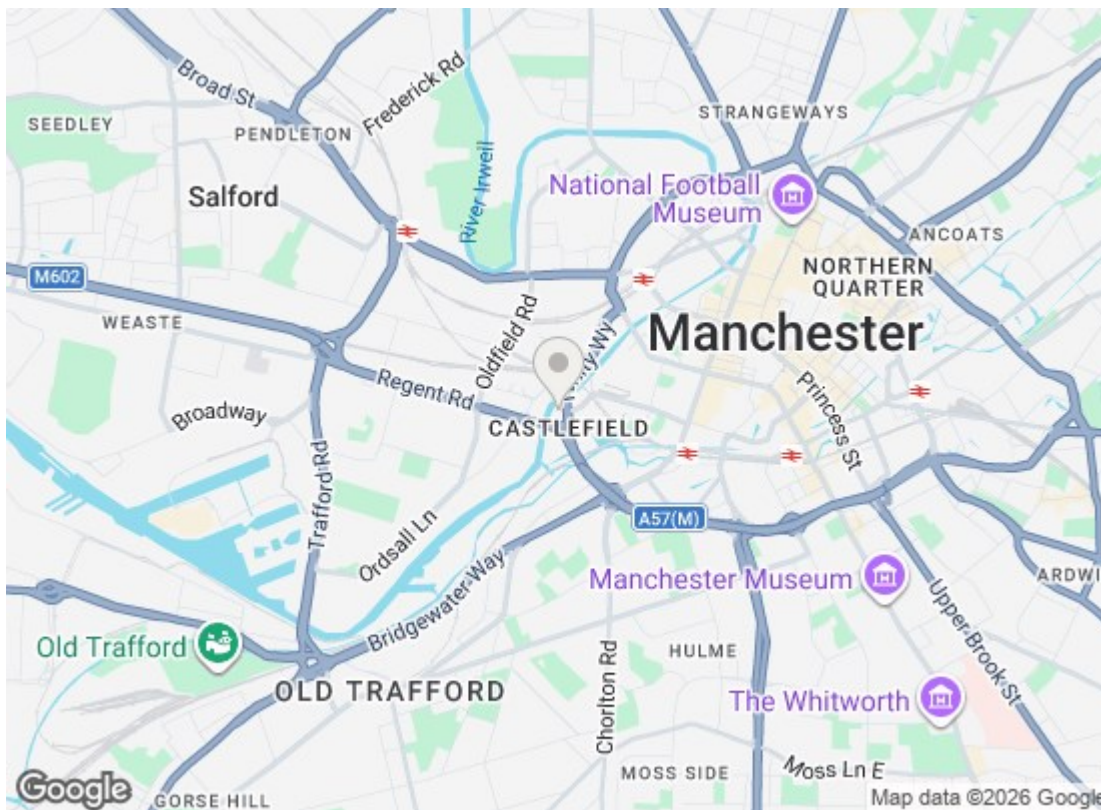 Broad St
Frederick Rd
SEEDLEY
PENDLETON
STRANGEWAYS
River Irwell
National Football
Museum
Salford
ANCOATS
M602
NORTHERN
QUARTER
WEASTE
Oldfield Rd
Manchester
Regent Rd
Princess St
Broadway
CASTLEFIELD
Trafford Rd
A57(M)
Ordsall Ln
Bridgewater Way
Manchester Museum
ARDWI
Upper Brook St
Old Trafford
HULME
OLD TRAFFORD
Chorlton Rd
The Whitworth
MOSS SIDE
Moss Ln E
Google
GORSE HILL
Map data ©2026 Google